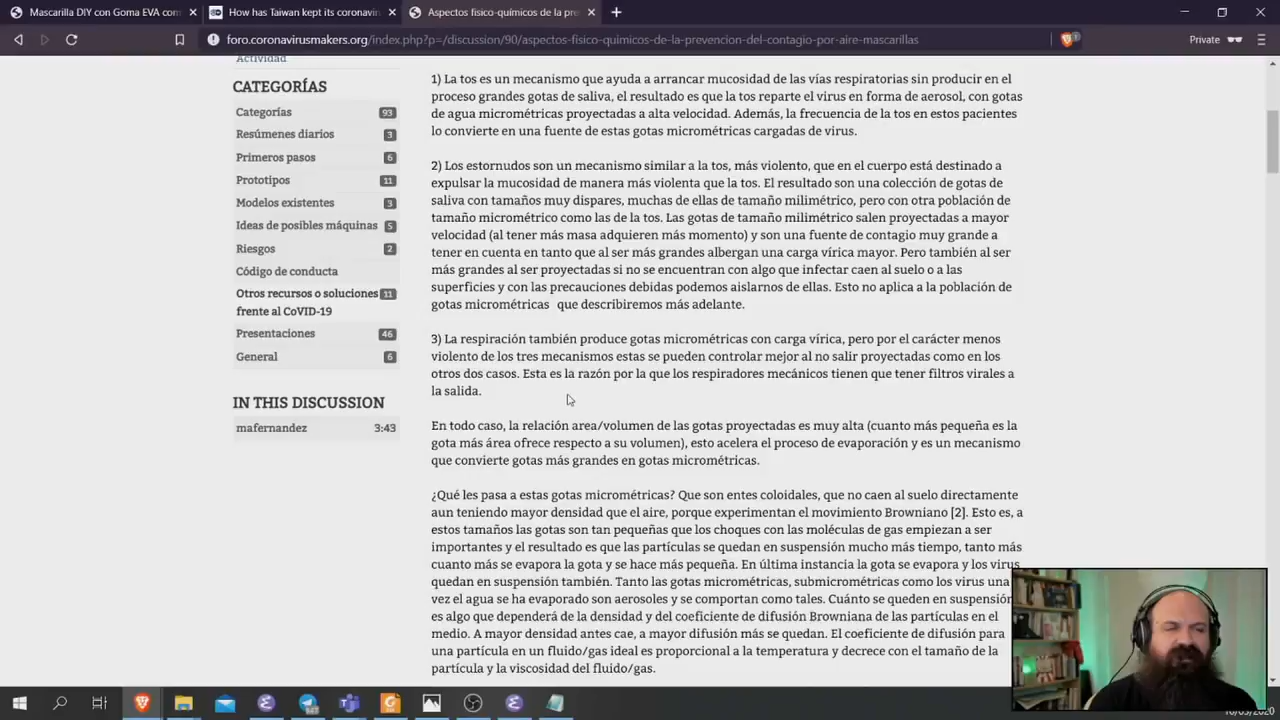 Mascarilla DIY con Goma EVA com
How has Taiwan kept its coronavir
Aspectos físico-químicos de la pre
foro.coronavirusmakers.org/index.php?p=/discussion/90/aspectos-fisico-quimicos-de-la-prevencion-del-contagio-por-aire-mascarillas
Private
Actividad
CATEGORÍAS
Categorías 93
Resúmenes diarios 3
Primeros pasos 6
Prototipos 11
Modelos existentes 3
Ideas de posibles máquinas 5
Riesgos 2
Código de conducta
Otros recursos o soluciones 11
frente al CoVID-19
Presentaciones 46
General 6
IN THIS DISCUSSION
mafernandez 3:43
1) La tos es un mecanismo que ayuda a arrancar mucosidad de las vías respiratorias sin producir en el
proceso grandes gotas de saliva, el resultado es que la tos reparte el virus en forma de aerosol, con gotas
de agua micrométricas proyectadas a alta velocidad. Además, la frecuencia de la tos en estos pacientes
lo convierte en una fuente de estas gotas micrométricas cargadas de virus.
2) Los estornudos son un mecanismo similar a la tos, más violento, que en el cuerpo está destinado a
expulsar la mucosidad de manera más violenta que la tos. El resultado son una colección de gotas de
saliva con tamaños muy dispares, muchas de ellas de tamaño milimétrico, pero con otra población de
tamaño micrométrico como las de la tos. Las gotas de tamaño milimétrico salen proyectadas a mayor
velocidad (al tener más masa adquieren más momento) y son una fuente de contagio muy grande a
tener en cuenta en tanto que al ser más grandes albergan una carga vírica mayor. Pero también al ser
más grandes al ser proyectadas si no se encuentran con algo que infectar caen al suelo o a las
superficies y con las precauciones debidas podemos aislarnos de ellas. Esto no aplica a la población de
gotas micrométricas que describiremos más adelante.
3) La respiración también produce gotas micrométricas con carga vírica, pero por el carácter menos
violento de los tres mecanismos estas se pueden controlar mejor al no salir proyectadas como en los
otros dos casos. Esta es la razón por la que los respiradores mecánicos tienen que tener filtros virales a
la salida.
En todo caso, la relación area/volumen de las gotas proyectadas es muy alta (cuanto más pequeña es la
gota más área ofrece respecto a su volumen), esto acelera el proceso de evaporación y es un mecanismo
que convierte gotas más grandes en gotas micrométricas.
¿Qué les pasa a estas gotas micrométricas? Que son entes coloidales, que no caen al suelo directamente
aun teniendo mayor densidad que el aire, porque experimentan el movimiento Browniano [2]. Esto es, a
estos tamaños las gotas son tan pequeñas que los choques con las moléculas de gas empiezan a ser
importantes y el resultado es que las partículas se quedan en suspensión mucho más tiempo, tanto más
cuanto más se evapora la gota y se hace más pequeña. En última instancia la gota se evapora y los virus
quedan en suspensión también. Tanto las gotas micrométricas, submicrométricas como los virus una
vez el agua se ha evaporado son aerosoles y se comportan como tales. Cuánto se queden en suspensión
es algo que dependerá de la densidad y del coeficiente de difusión Browniana de las partículas en el
medio. A mayor densidad antes cae, a mayor difusión más se quedan. El coeficiente de difusión para
una partícula en un fluido/gas ideal es proporcional a la temperatura y decrece con el tamaño de la
partícula y la viscosidad del fluido/gas.